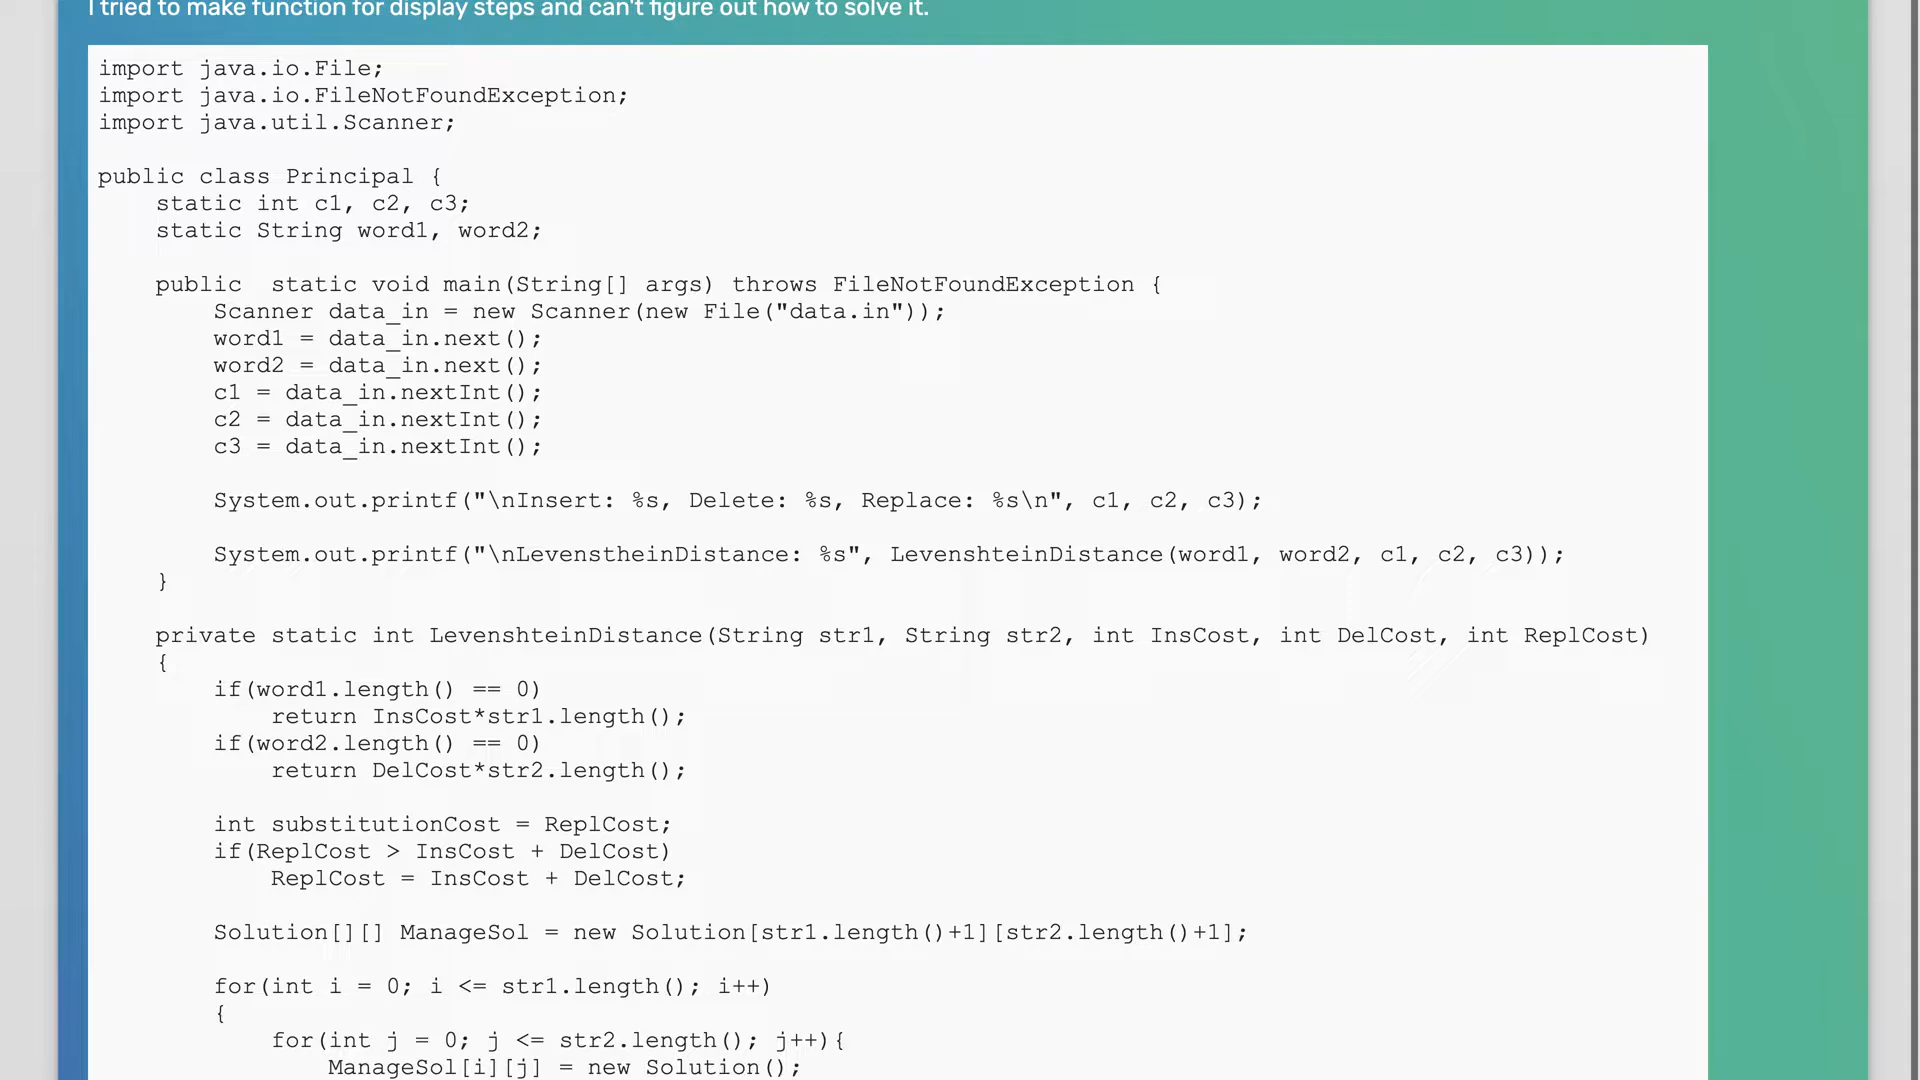 I tried to make function for display steps and can't figure out how to solve it.
import java.io.File;
import java.io.FileNotFoundException;
import java.util.Scanner;
public class Principal {
static int c1, c2, c3;
static String word1, word2;
public  static void main(String[] args) throws FileNotFoundException {
Scanner data_in = new Scanner(new File("data.in"));
word1 = data_in.next();
word2 = data_in.next();
c1 = data_in.nextInt();
c2 = data_in.nextInt();
c3 = data_in.nextInt();
System.out.printf("\nInsert: %s, Delete: %s, Replace: %s\n", c1, c2, c3);
System.out.printf("\nLevenstheinDistance: %s", LevenshteinDistance(word1, word2, c1, c2, c3));
}
private static int LevenshteinDistance(String str1, String str2, int InsCost, int DelCost, int ReplCost)
{
if(word1.length() == 0)
return InsCost*str1.length();
if(word2.length() == 0)
return DelCost*str2.length();
int substitutionCost = ReplCost;
if(ReplCost > InsCost + DelCost)
ReplCost = InsCost + DelCost;
Solution[][] ManageSol = new Solution[str1.length()+1][str2.length()+1];
for(int i = 0; i <= str1.length(); i++)
{
for(int j = 0; j <= str2.length(); j++){
ManageSol[i][j] = new Solution();